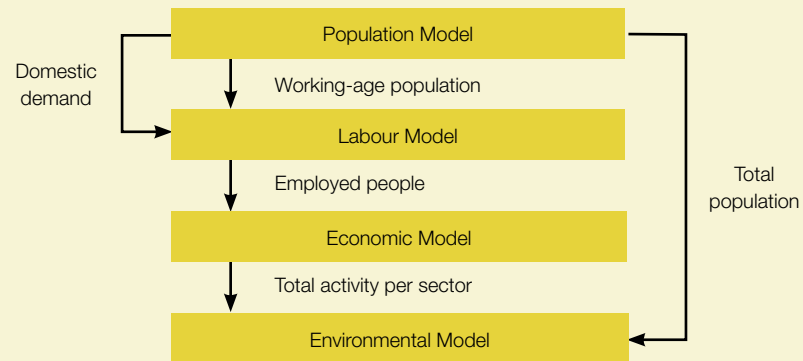 Population Model
Domestic
demand
Working-age population
Labour Model
Employed people
Total
population
Economic Model
Total activity per sector
Environmental Model